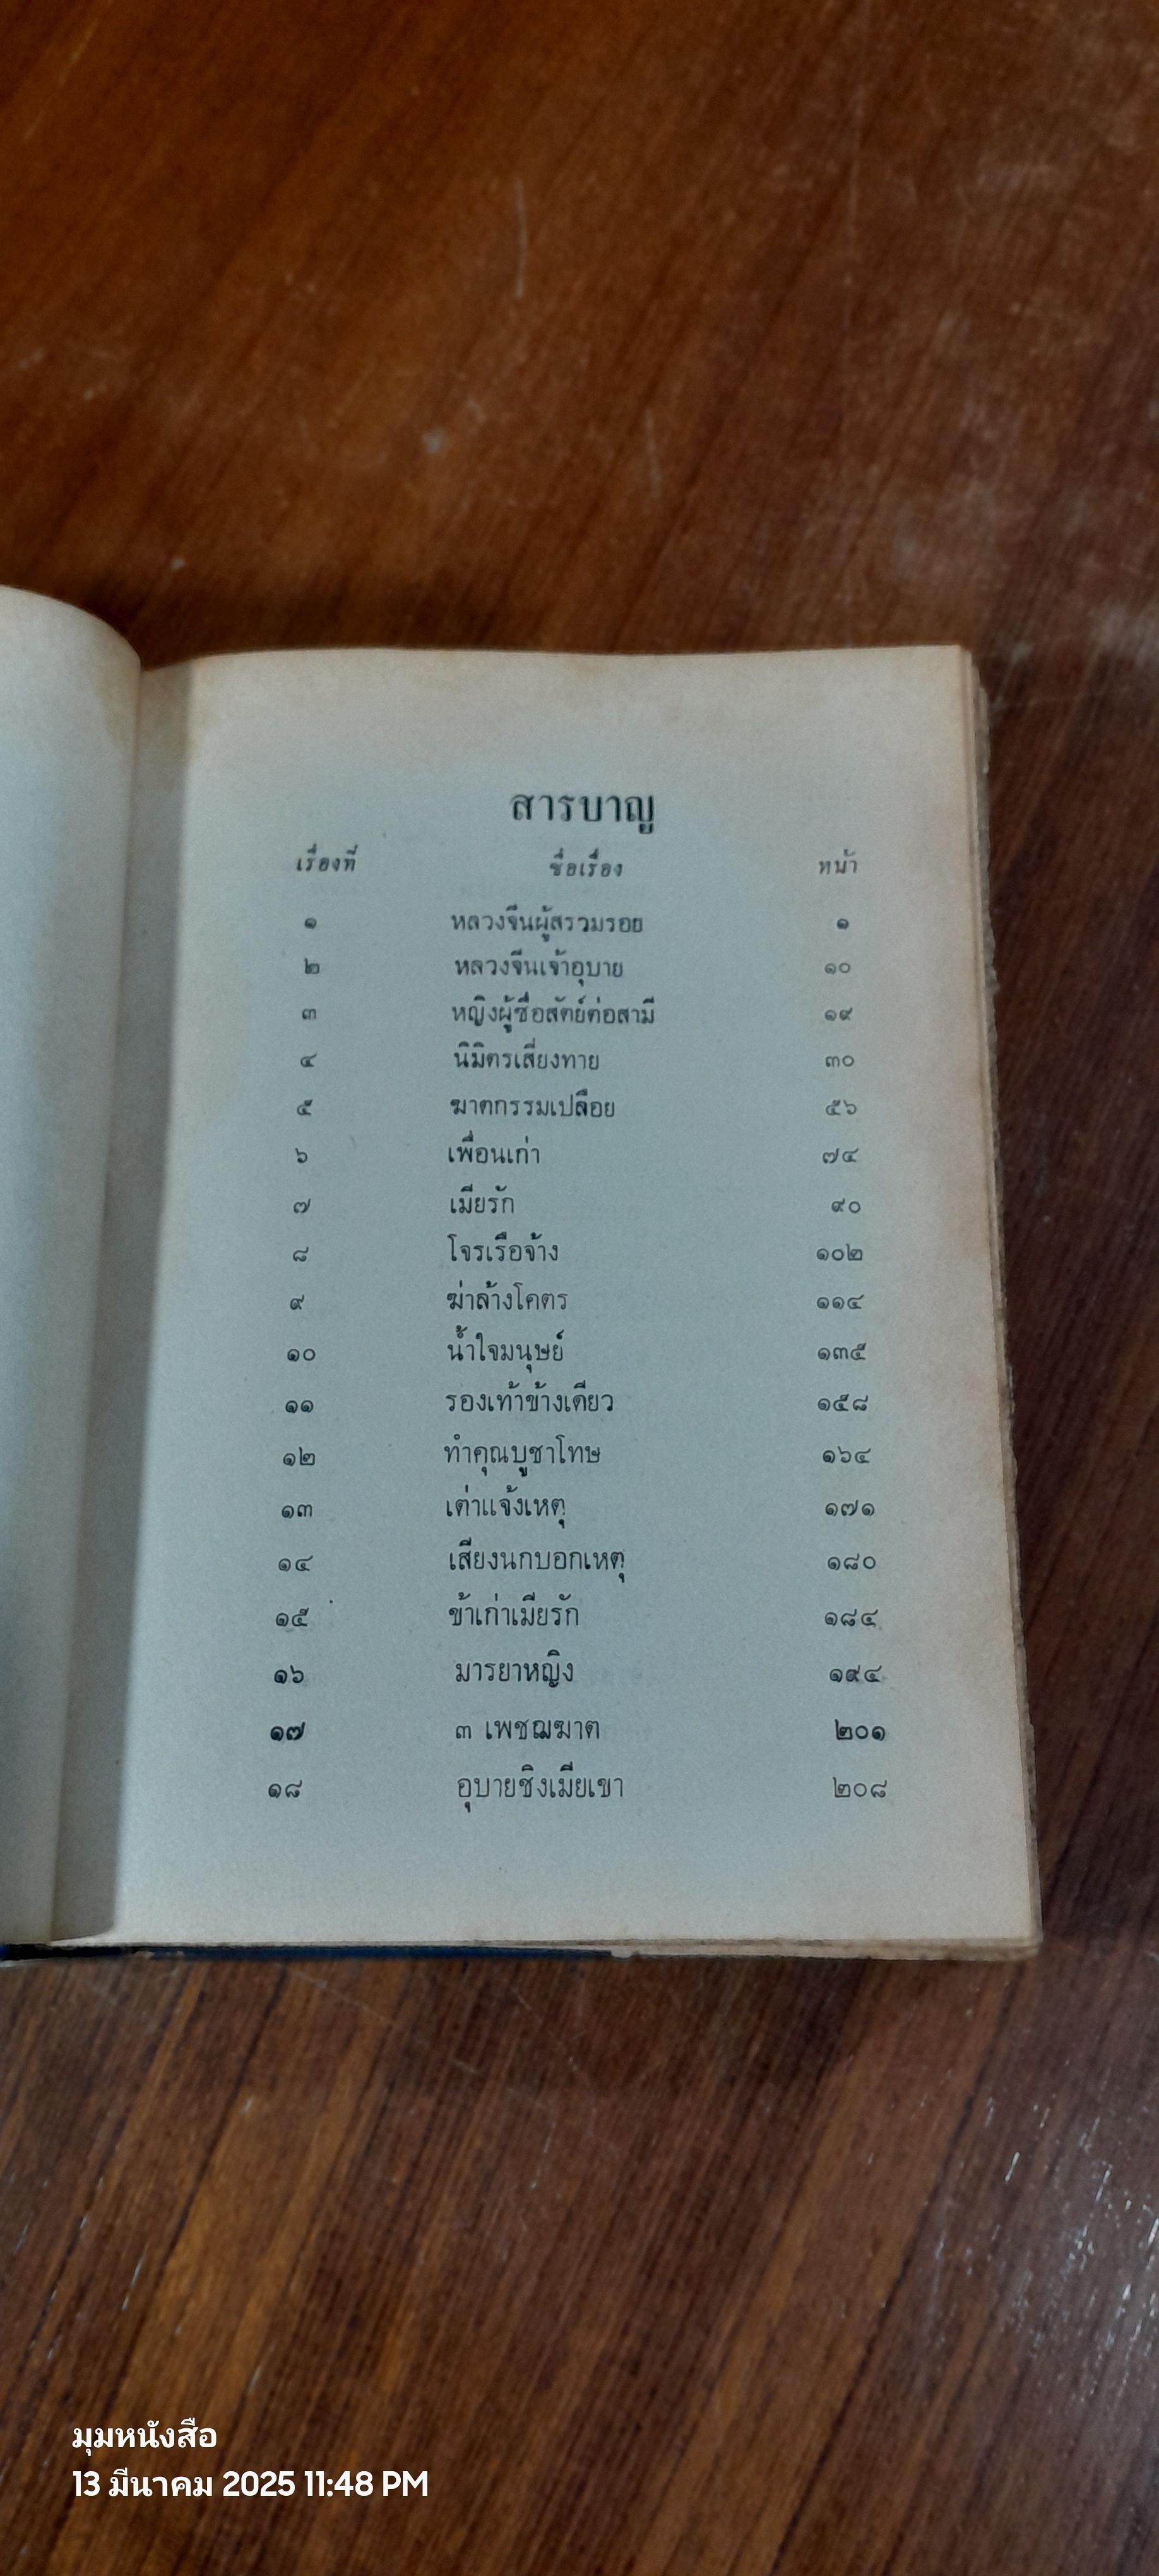 สารบาญ
เรื่องที่ ชื่อเรื่อง หน้า
๑ หลวงจีนผู้สรวมรอย ๑
๒ หลวงจีนเจ้าอุบาย ๑๐
๓ หญิงผู้ซื่อสัตย์ต่อสามี ๑๙
๔ นิมิตรเสี่ยงทาย ๓๐
๕ ฆาตกรรมเปลือย ๕๖
๖ เพื่อนเก่า ๗๔
๗ เมียรัก ๙๐
๘ โจรเรือจ้าง ๑๐๒
๙ ฆ่าล้างโคตร ๑๑๔
๑๐ น้ำใจมนุษย์ ๑๓๕
๑๑ รองเท้าข้างเดียว ๑๕๘
๑๒ ทำคุณบูชาโทษ ๑๖๔
๑๓ เต่าแจ้งเหตุ ๑๗๑
๑๔ เสียงนกบอกเหตุ ๑๘๐
๑๕ ข้าเก่าเมียรัก ๑๘๔
๑๖ มารยาหญิง ๑๙๔
๑๗ ๓ เพชฌฆาต ๒๐๑
๑๘ อุบายชิงเมียเขา ๒๐๘
มุมหนังสือ
13 มีนาคม 2025 11:48 PM